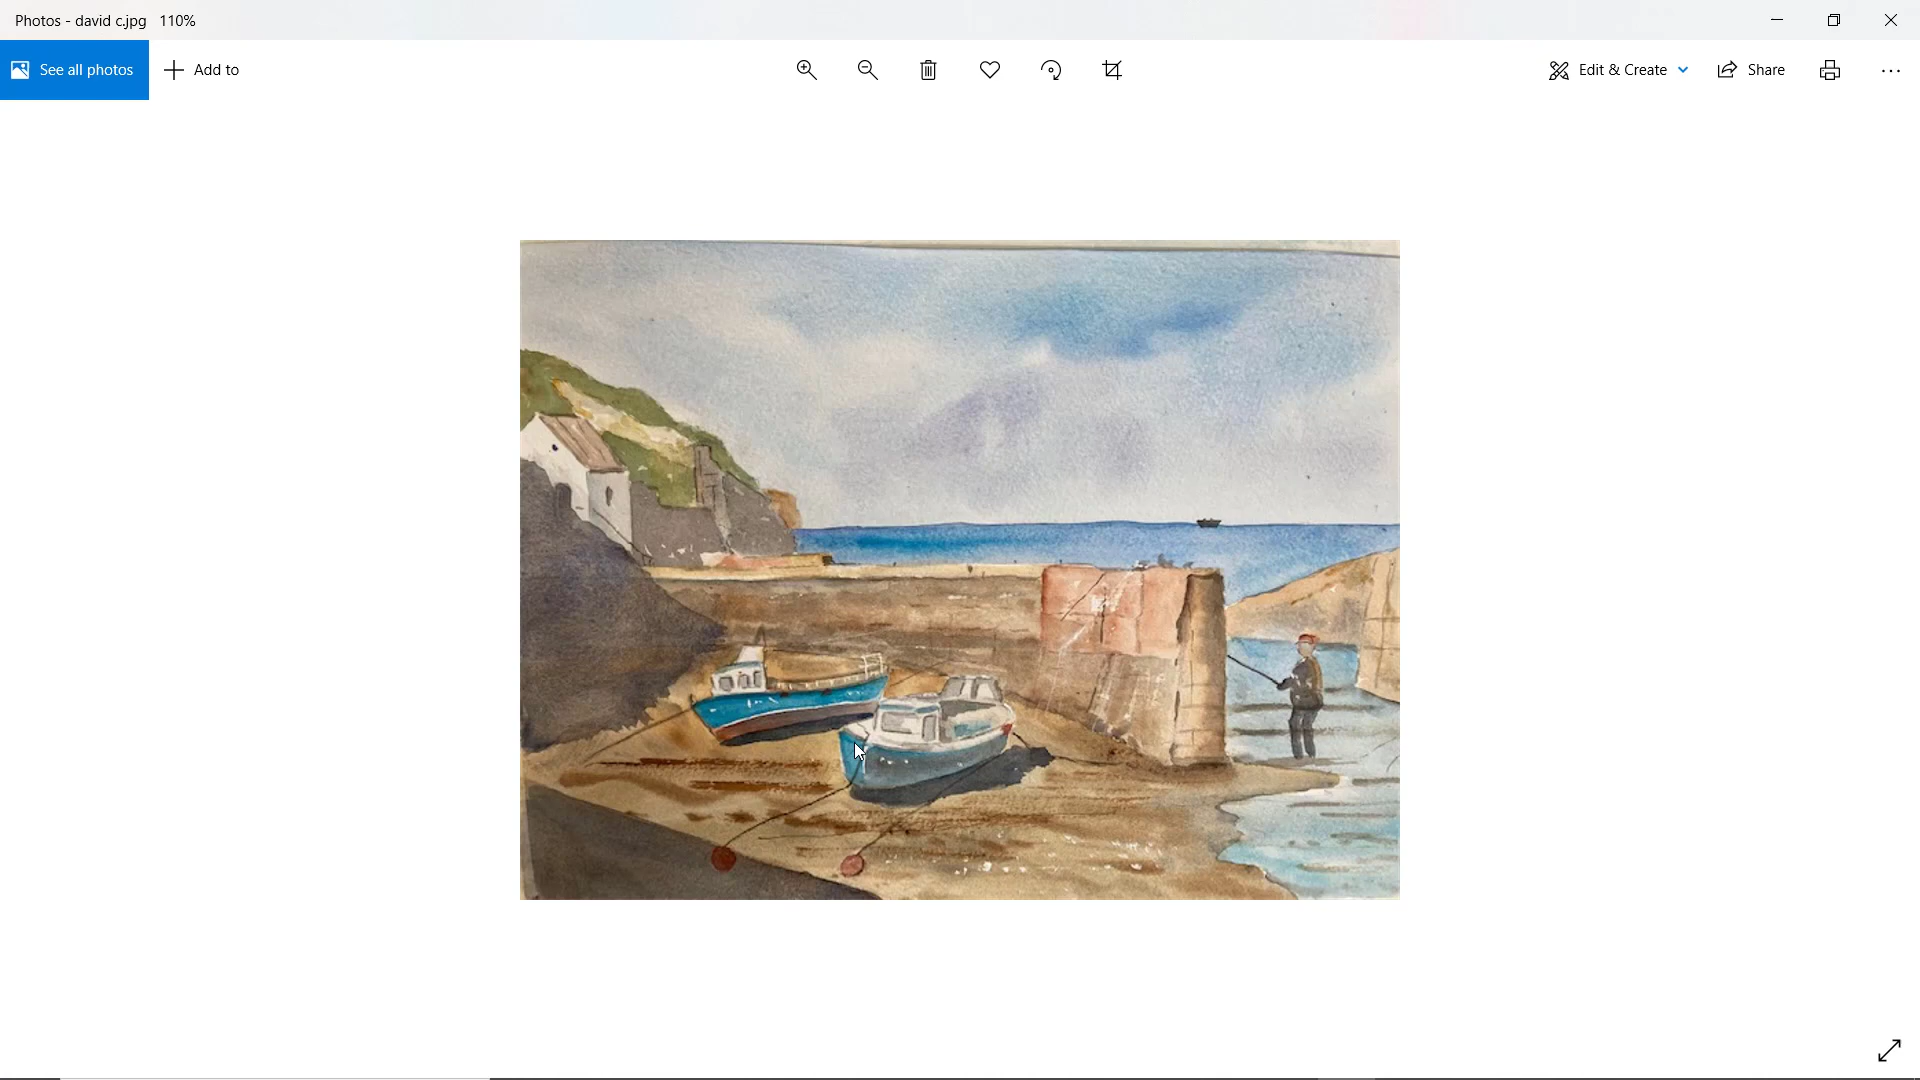 Photos - david c.jpg 110%
See all photos
Add to
Edit & Create
Share